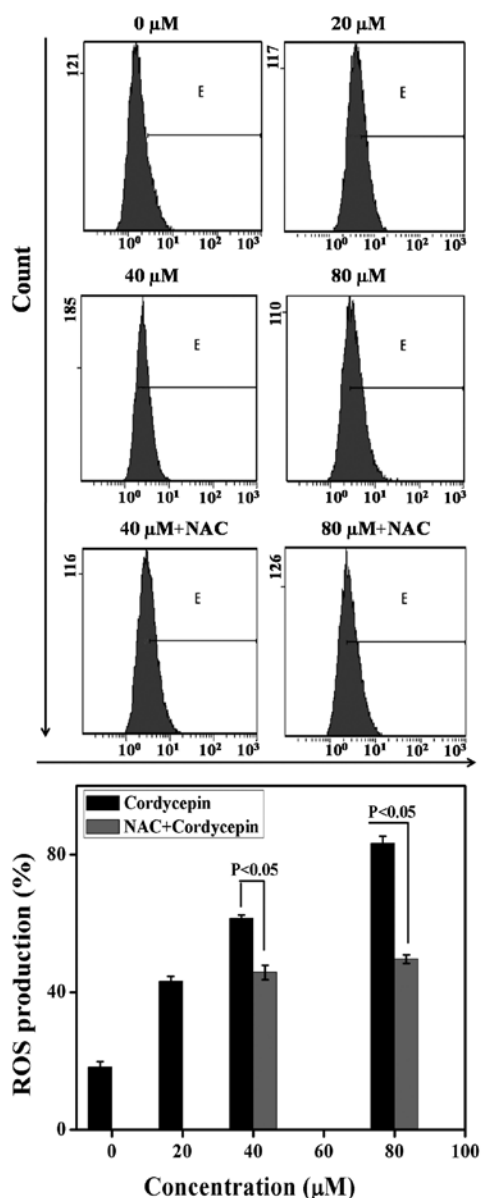 0 μM 20 μM
121 E 117 E
10⁰ 10¹ 10² 10³ 10⁰ 10¹ 10² 10³
40 μM 80 μM
185 E 110 E
10⁰ 10¹ 10² 10³ 10⁰ 10¹ 10² 10³
Count
40 μM+NAC 80 μM+NAC
116 E 126 E
10⁰ 10¹ 10² 10³ 10⁰ 10¹ 10² 10³
Cordycepin
NAC+Cordycepin
P<0.05
P<0.05
ROS production (%)
80
40
0
0 20 40 60 80 100
Concentration (μM)